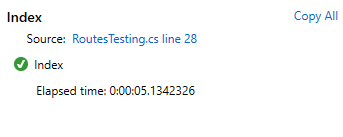 Index
Copy All
Source: RoutesTesting.cs line 28
Index
Elapsed time: 0:00:05.1342326